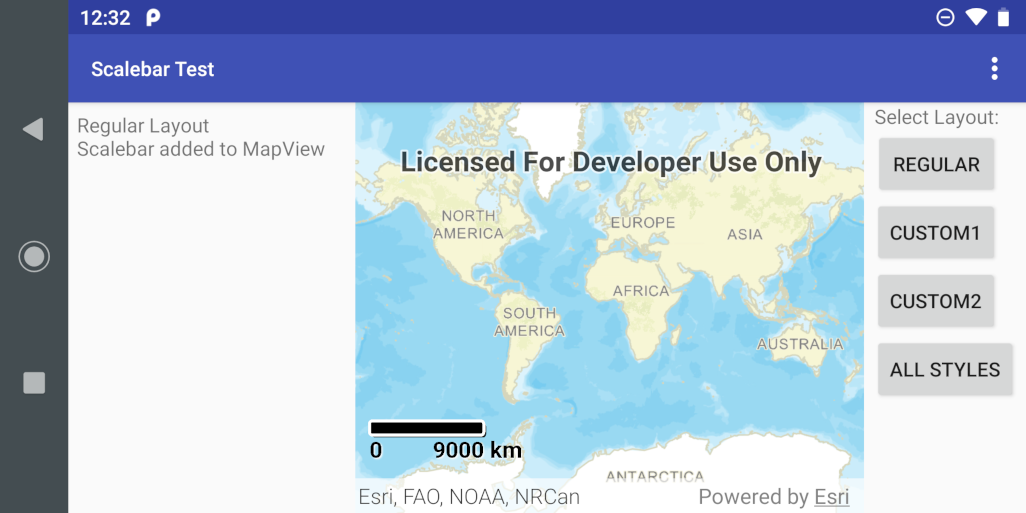 12:32
Scalebar Test
Regular Layout
Scalebar added to MapView
Licensed For Developer Use Only
NORTH
AMERICA
EUROPE
ASIA
AFRICA
SOUTH
AMERICA
AUSTRALIA
0 9000 km
ANTARCTICA
Esri, FAO, NOAA, NRCan
Powered by Esri
Select Layout:
REGULAR
CUSTOM1
CUSTOM2
ALL STYLES